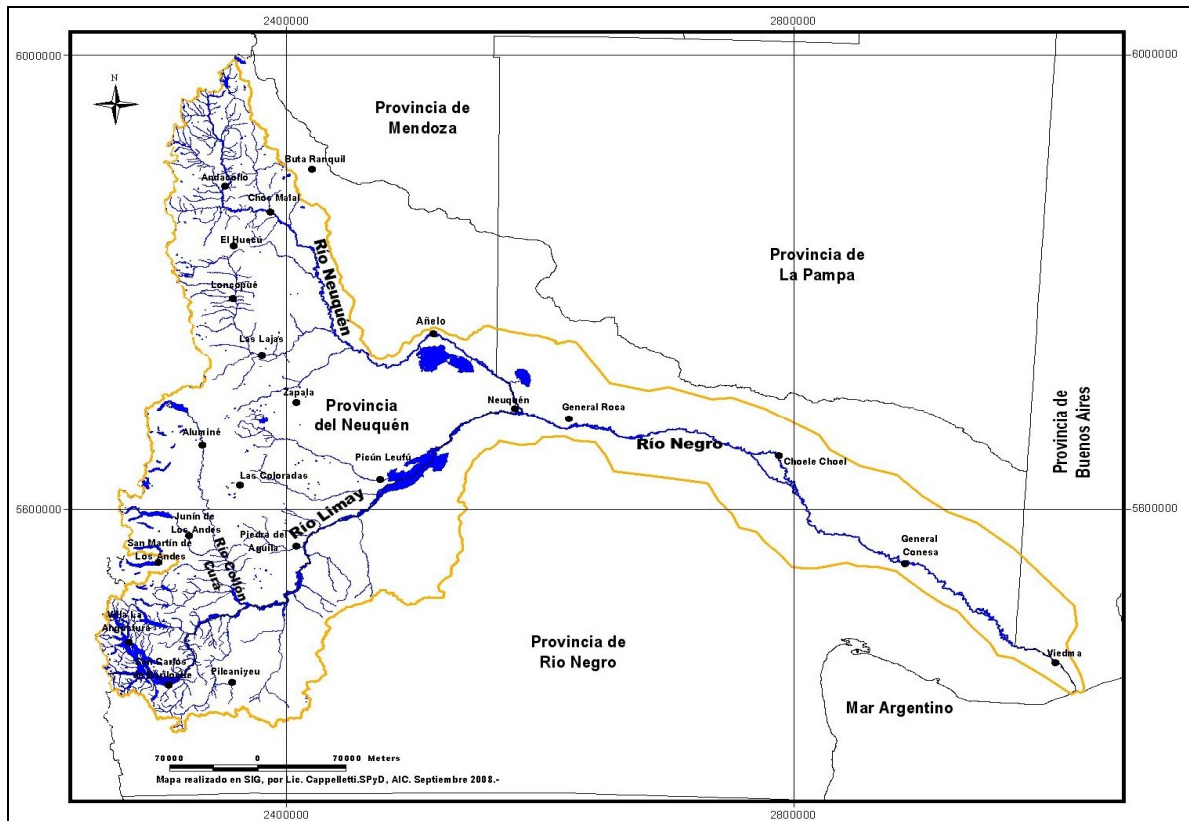 2400000
2800000
6000000
6000000
N
Provincia de
Mendoza
Buta Ranquil
Andacollo
Chos Malal
El Huecú
Río Neuquén
Provincia de
La Pampa
Loncopué
Añelo
Las Lajas
Zapala
Provincia
del Neuquén
Neuquén
General Roca
Provincia de
Buenos Aires
Aluminé
Río Negro
Picún Leufú
Choele Choel
Las Coloradas
Río Limay
5600000
5600000
Junín de
Los Andes
Piedra del
Aguila
San Martín de
Los Andes
Río Collón
Curá
General
Conesa
Villa La
Angostura
San Carlos
de Bariloche
Pilcaniyeu
Provincia de
Rio Negro
Viedma
Mar Argentino
70000
0
70000 Meters
Mapa realizado en SIG, por Lic. Cappelletti.SPyD, AIC. Septiembre 2008.-
2400000
2800000